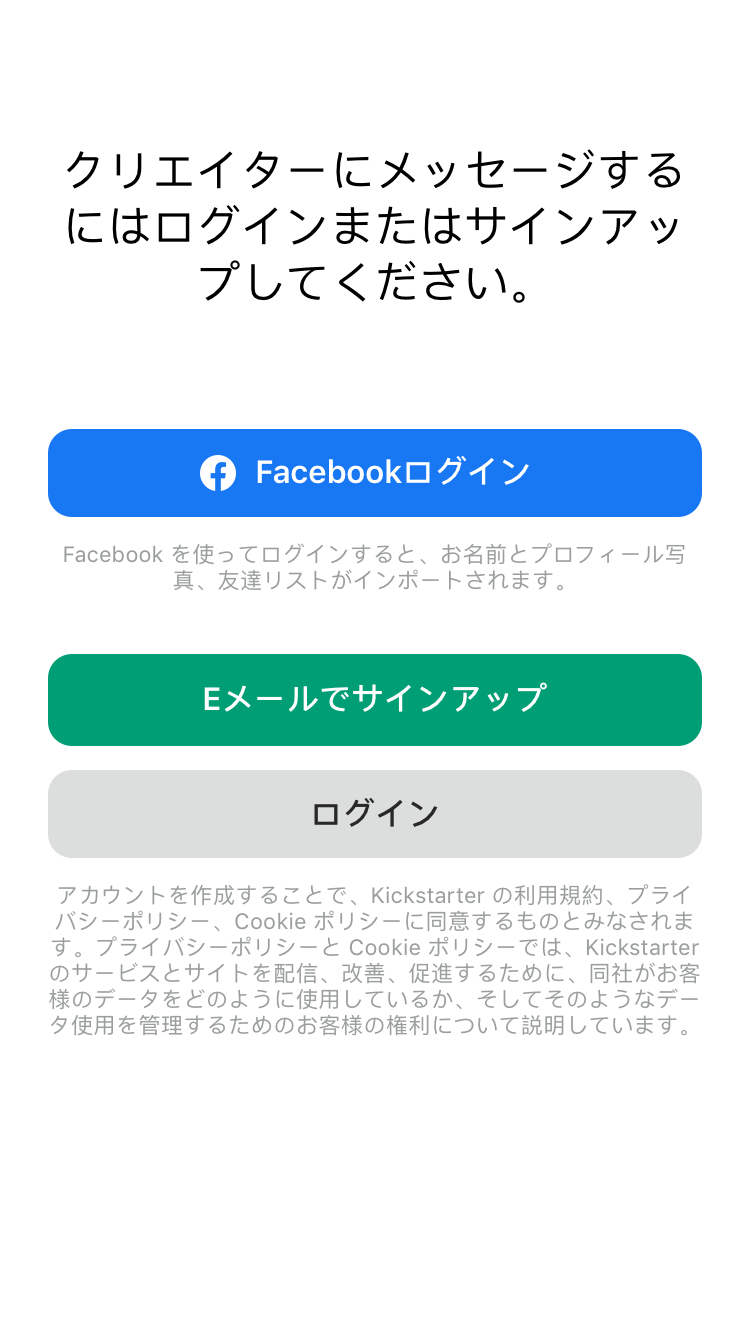 クリエイターにメッセージする
にはログインまたはサインアッ
プしてください。
Facebookログイン
Facebook を使ってログインすると、お名前とプロフィール写
真、友達リストがインポートされます。
Eメールでサインアップ
ログイン
アカウントを作成することで、Kickstarter の利用規約、プライ
バシーポリシー、Cookie ポリシーに同意するものとみなされま
す。プライバシーポリシーと Cookie ポリシーでは、Kickstarter
のサービスとサイトを配信、改善、促進するために、同社がお客
様のデータをどのように使用しているか、そしてそのようなデー
タ使用を管理するためのお客様の権利について説明しています。